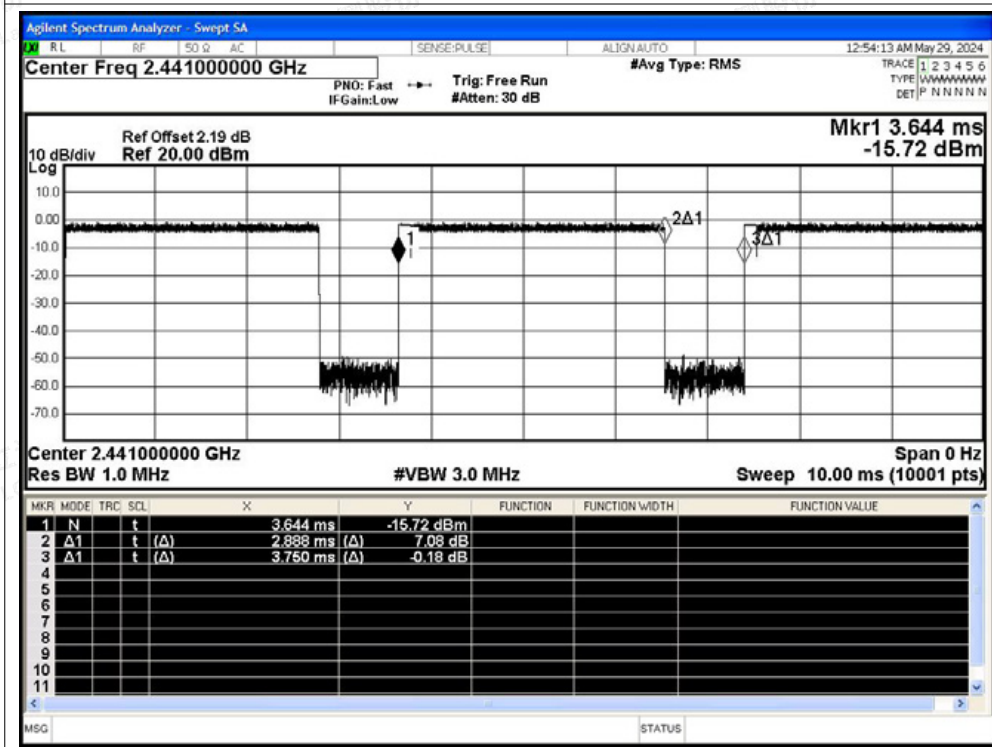 Agilent Spectrum Analyzer - Swept SA
RL RF 50 Ω AC SENSE:PULSE ALIGN AUTO 12:54:13 AM May 29, 2024
Center Freq 2.441000000 GHz #Avg Type: RMS TRACE 1 2 3 4 5 6
PNO: Fast Trig: Free Run TYPE WWWWWW
IFGain:Low #Atten: 30 dB DET P N N N N N
Mkr1 3.644 ms
Ref Offset 2.19 dB
10 dB/div Ref 20.00 dBm -15.72 dBm
Log
10.0
0.00
2Δ1
1
3Δ1
-10.0
-20.0
-30.0
-40.0
-50.0
-60.0
-70.0
Center 2.441000000 GHz Span 0 Hz
Res BW 1.0 MHz #VBW 3.0 MHz Sweep 10.00 ms (10001 pts)
MKR MODE TRC SCL X Y FUNCTION FUNCTION WIDTH FUNCTION VALUE
1 N t 3.644 ms -15.72 dBm
2 Δ1 t (Δ) 2.888 ms (Δ) 7.08 dB
3 Δ1 t (Δ) 3.750 ms (Δ) -0.18 dB
4
5
6
7
8
9
10
11
MSG STATUS